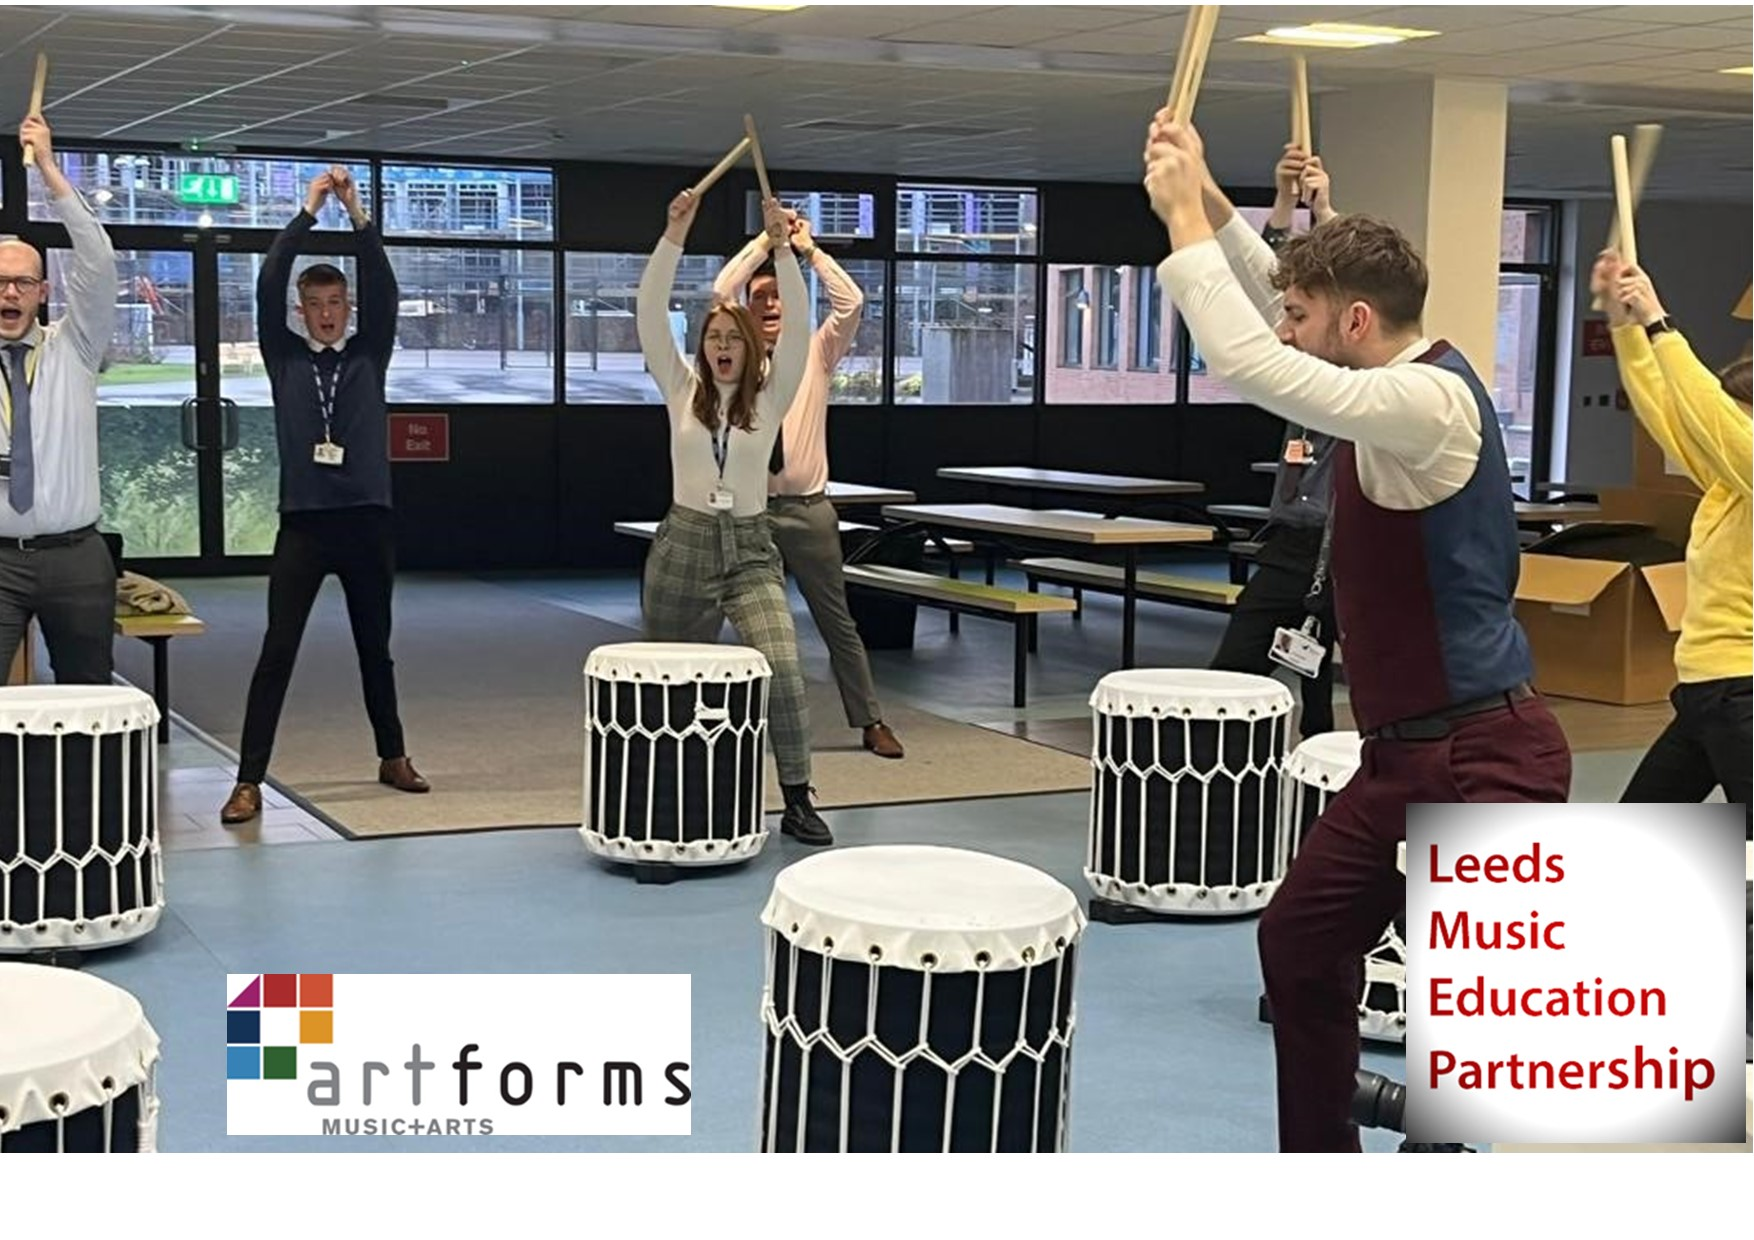 No
Exit
artforms
MUSIC+ARTS
Leeds
Music
Education
Partnership